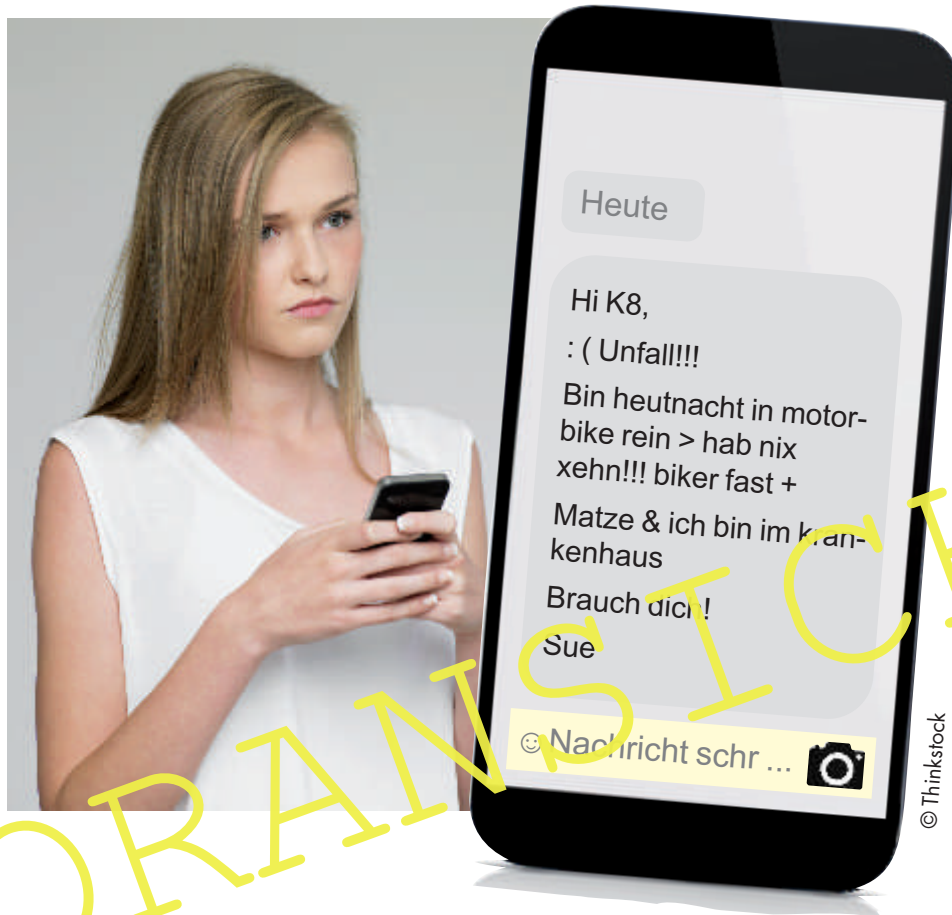 Heute
Hi K8,
: ( Unfall!!!
Bin heutnacht in motor-
bike rein > hab nix
xehn!!! biker fast +
Matze & ich bin im kran-
kenhaus
Brauch dich!
Sue
☺ Nachricht schr ...
© Thinkstock